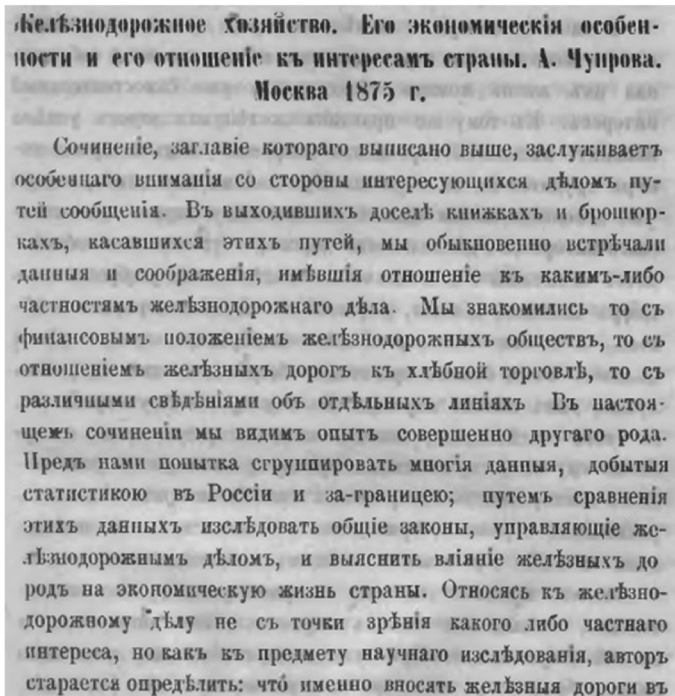 Желѣзнодорожное хозяйство. Его экономическія особен-
ности и его отношеніе къ интересамъ страны. А. Чупрова.
Москва 1875 г.
Сочиненіе, заглавіе котораго выписано выше, заслуживаетъ
особеннаго вниманія со стороны интересующихся дѣломъ пу-
тей сообщенія. Въ выходившихъ доселѣ книжкахъ и брошюр-
кахъ, касавшихся этихъ путей, мы обыкновенно встрѣчали
данныя и соображенія, имѣвшія отношеніе къ какимъ-либо
частностямъ желѣзнодорожнаго дѣла. Мы знакомились то съ
финансовымъ положеніемъ желѣзнодорожныхъ обществъ, то съ
отношеніемъ желѣзныхъ дорогъ къ хлѣбной торговлѣ, то съ
различными свѣдѣніями объ отдѣльныхъ линіяхъ Въ настоя-
щемъ сочиненіи мы видимъ опытъ совершенно другаго рода.
Предъ нами попытка сгруппировать многія данныя, добытыя
статистикою въ Россіи и за-границею; путемъ сравненія
этихъ данныхъ изслѣдовать общіе законы, управляющіе же-
лѣзнодорожнымъ дѣломъ, и выяснить вліяніе желѣзныхъ до
родъ на экономическую жизнь страны. Относясь къ желѣзно-
дорожному дѣлу не съ точки зрѣнія какого либо частнаго
интереса, но какъ къ предмету научнаго изслѣдованія, авторъ
старается опредѣлить: что́ именно вносятъ желѣзныя дороги въ